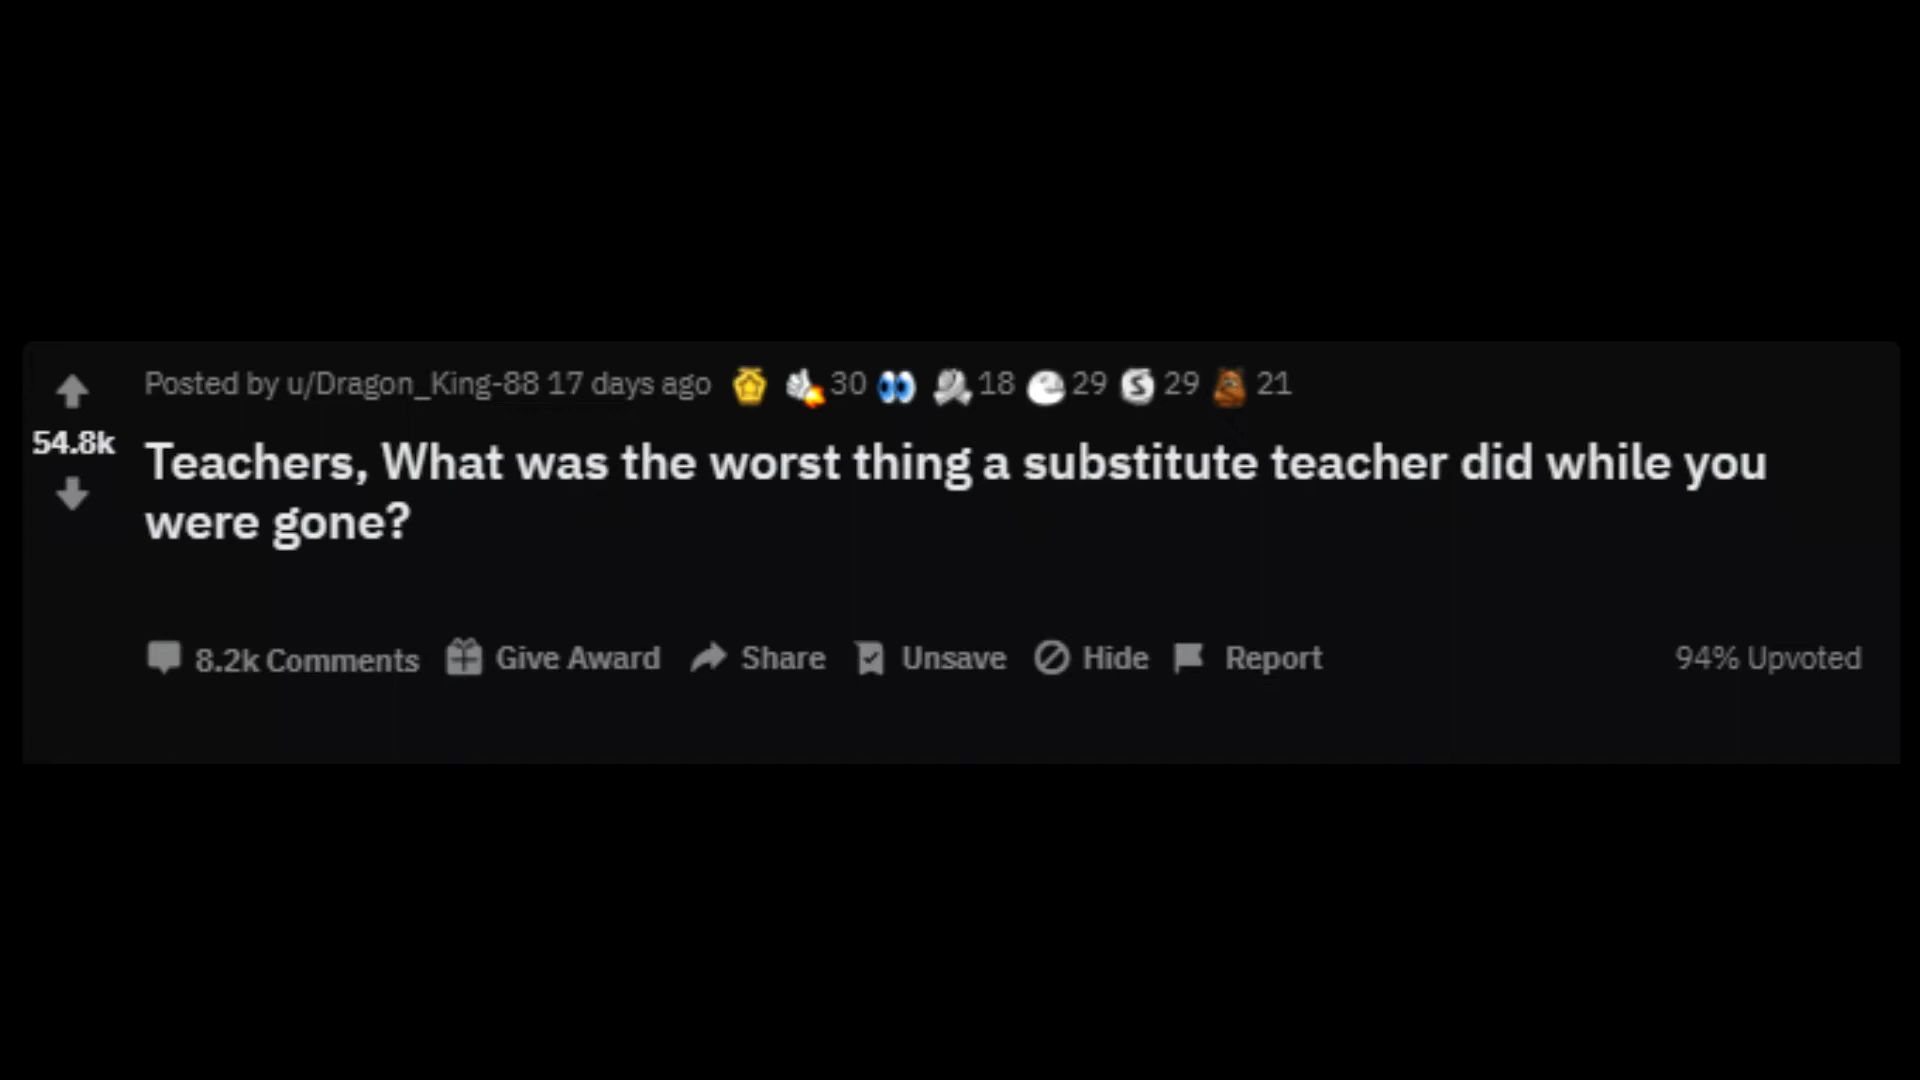 Posted by u/Dragon_King-88 17 days ago 30 18 29 29 21
54.8k
Teachers, What was the worst thing a substitute teacher did while you
were gone?
8.2k Comments Give Award Share Unsave Hide Report 94% Upvoted